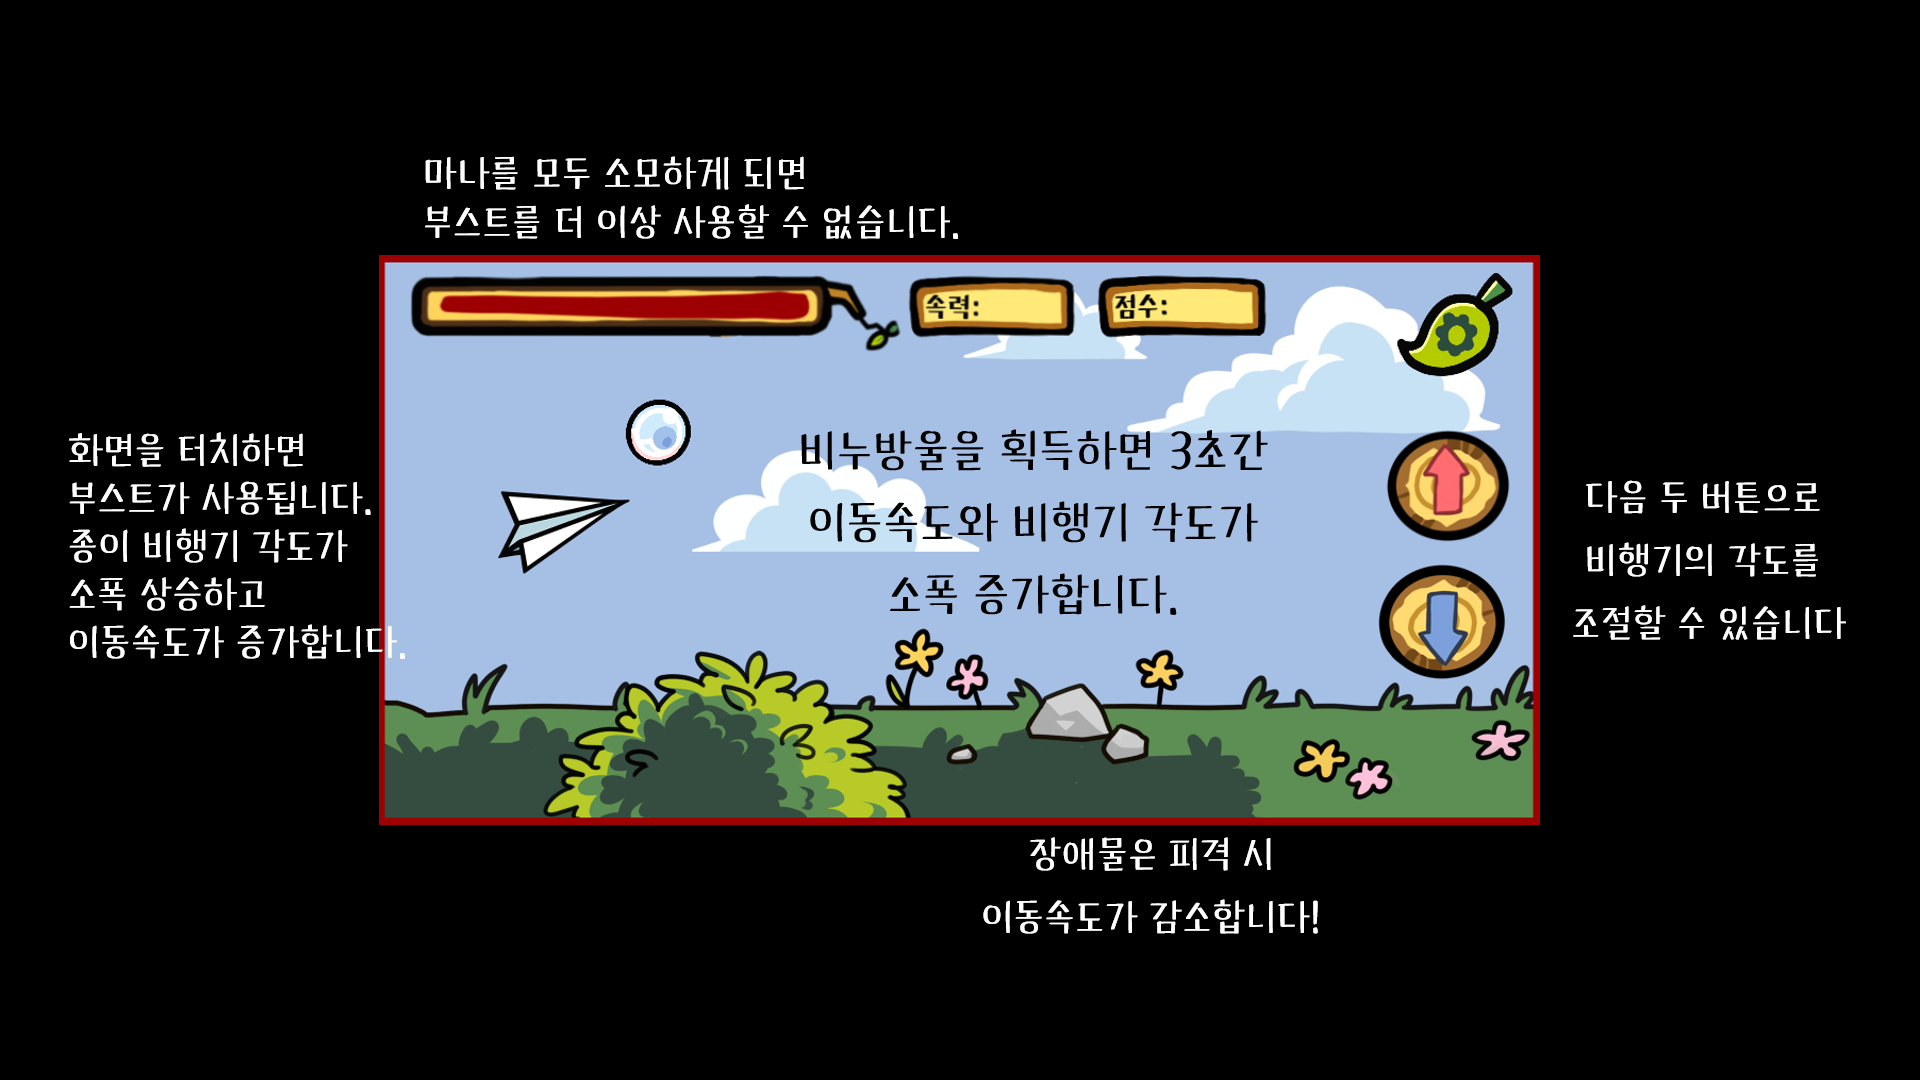 마나를 모두 소모하게 되면
부스트를 더 이상 사용할 수 없습니다.
속력:
점수:
화면을 터치하면
부스트가 사용됩니다.
종이 비행기 각도가
소폭 상승하고
이동속도가 증가합니다.
비누방울을 획득하면 3초간
이동속도와 비행기 각도가
소폭 증가합니다.
다음 두 버튼으로
비행기의 각도를
조절할 수 있습니다
장애물은 피격 시
이동속도가 감소합니다!